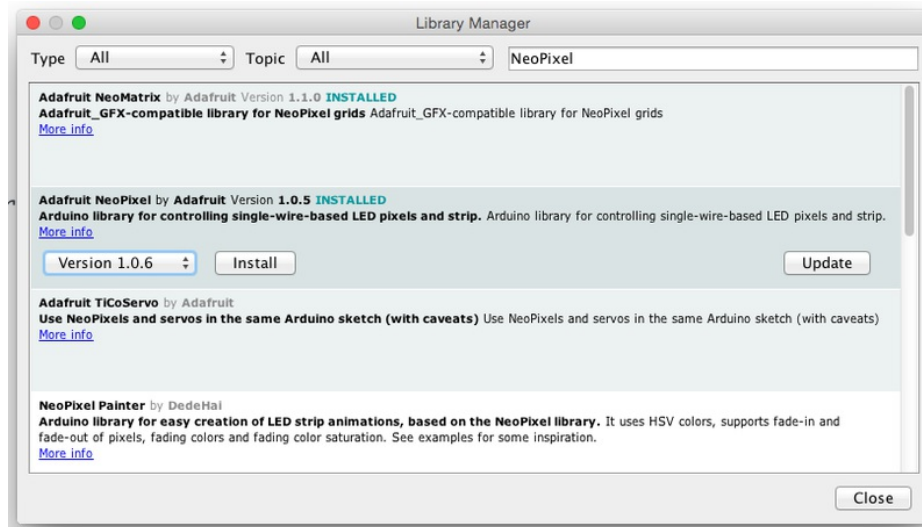 Library Manager
Type All Topic All NeoPixel
Adafruit NeoMatrix by Adafruit Version 1.1.0 INSTALLED
Adafruit_GFX-compatible library for NeoPixel grids Adafruit_GFX-compatible library for NeoPixel grids
More info
Adafruit NeoPixel by Adafruit Version 1.0.5 INSTALLED
Arduino library for controlling single-wire-based LED pixels and strip. Arduino library for controlling single-wire-based LED pixels and strip.
More info
Version 1.0.6 Install Update
Adafruit TiCoServo by Adafruit
Use NeoPixels and servos in the same Arduino sketch (with caveats) Use NeoPixels and servos in the same Arduino sketch (with caveats)
More info
NeoPixel Painter by DedeHai
Arduino library for easy creation of LED strip animations, based on the NeoPixel library. It uses HSV colors, supports fade-in and
fade-out of pixels, fading colors and fading color saturation. See examples for some inspiration.
More info
Close